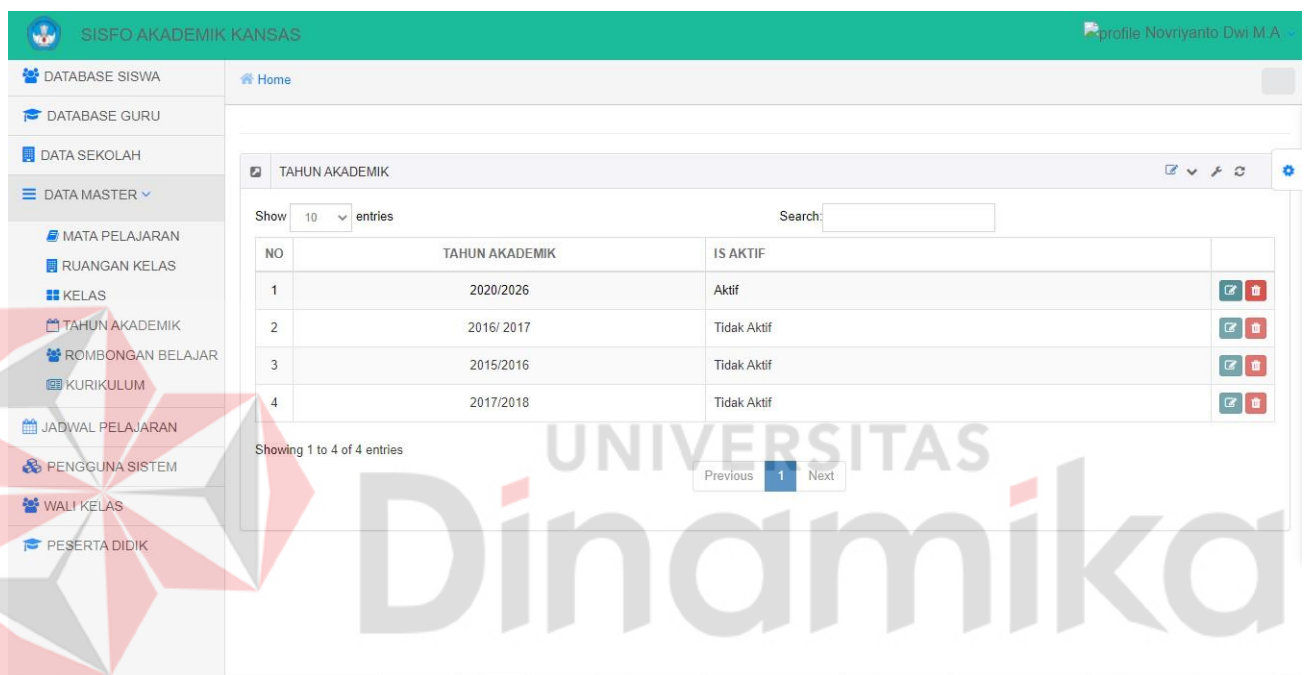 SISFO AKADEMIK KANSAS
profile Novriyanto Dwi M.A
DATABASE SISWA
DATABASE GURU
DATA SEKOLAH
DATA MASTER
MATA PELAJARAN
RUANGAN KELAS
KELAS
TAHUN AKADEMIK
ROMBONGAN BELAJAR
KURIKULUM
JADWAL PELAJARAN
PENGGUNA SISTEM
WALI KELAS
PESERTA DIDIK
Home
TAHUN AKADEMIK
Show 10 entries Search:
NO TAHUN AKADEMIK IS AKTIF
1 2020/2026 Aktif
2 2016/ 2017 Tidak Aktif
3 2015/2016 Tidak Aktif
4 2017/2018 Tidak Aktif
Showing 1 to 4 of 4 entries
Previous 1 Next
UNIVERSITAS
Dinamika